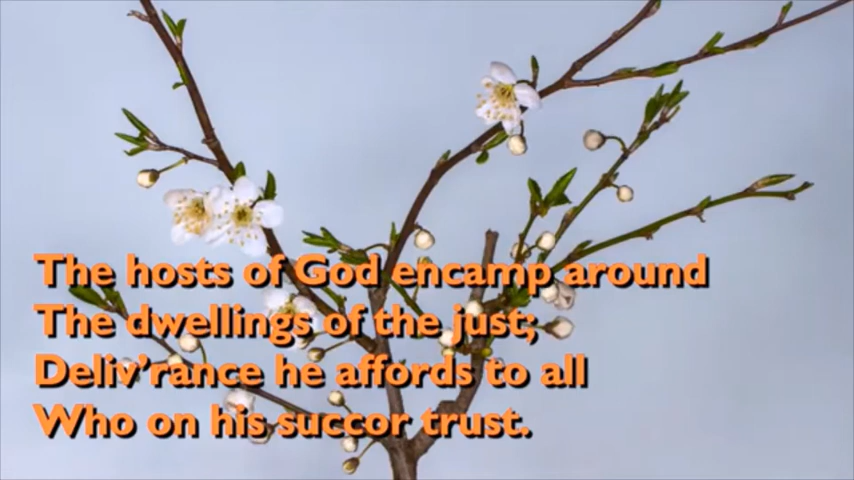 The hosts of God encamp around
The dwellings of the just;
Deliv’rance he affords to all
Who on his succor trust.